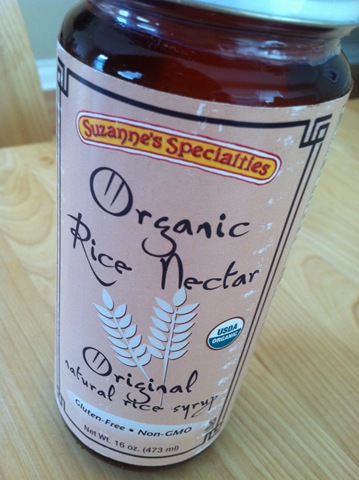 Suzanne's Specialties
Organic
Rice Nectar
USDA
ORGANIC
Original
natural rice syrup
Gluten-Free • Non-GMO
Net Wt. 16 oz. (473 ml)